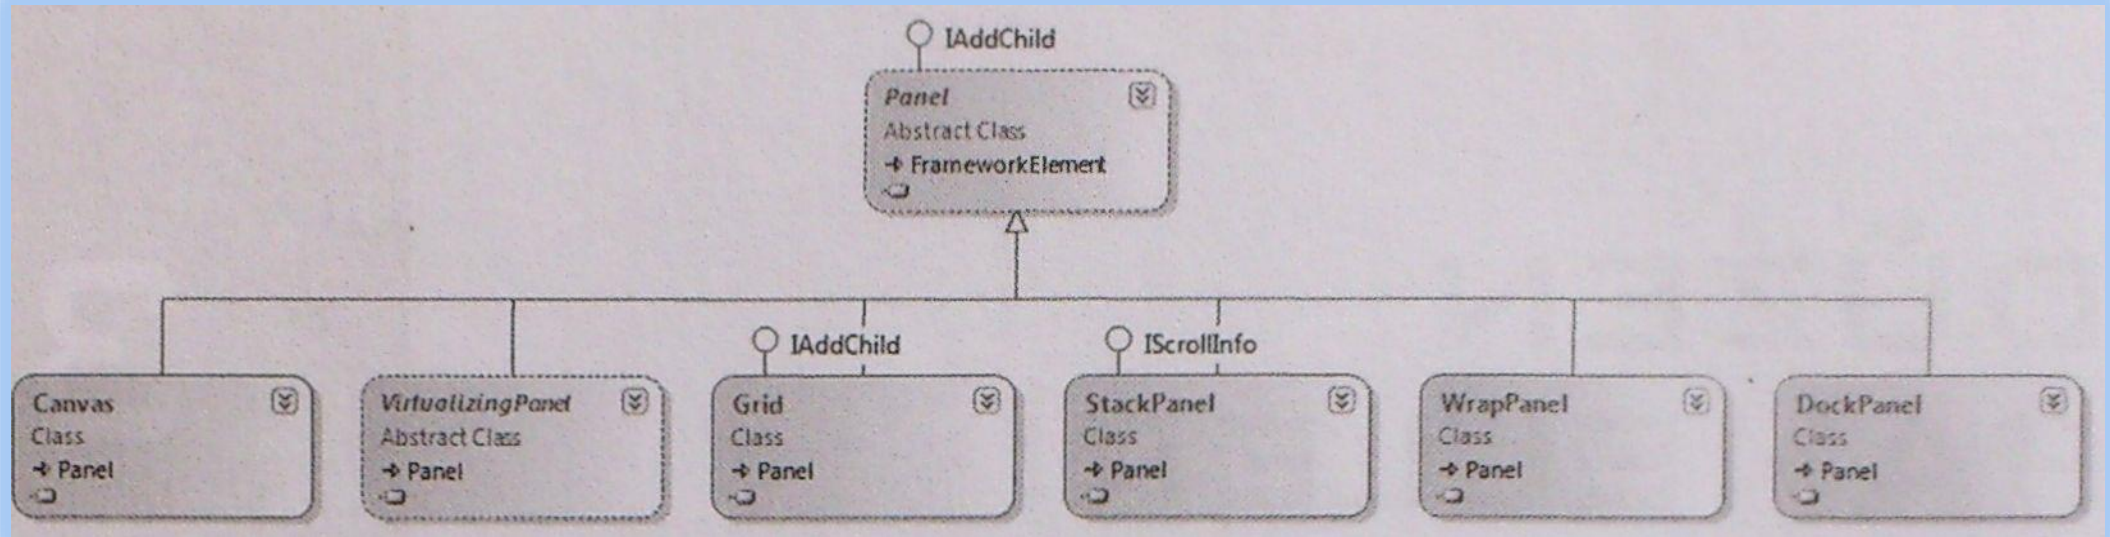 IAddChild
Panel
Abstract Class
FrameworkElement
IAddChild
IScrollInfo
Canvas
Class
Panel
VirtualizingPanel
Abstract Class
Panel
Grid
Class
Panel
StackPanel
Class
Panel
WrapPanel
Class
Panel
DockPanel
Class
Panel